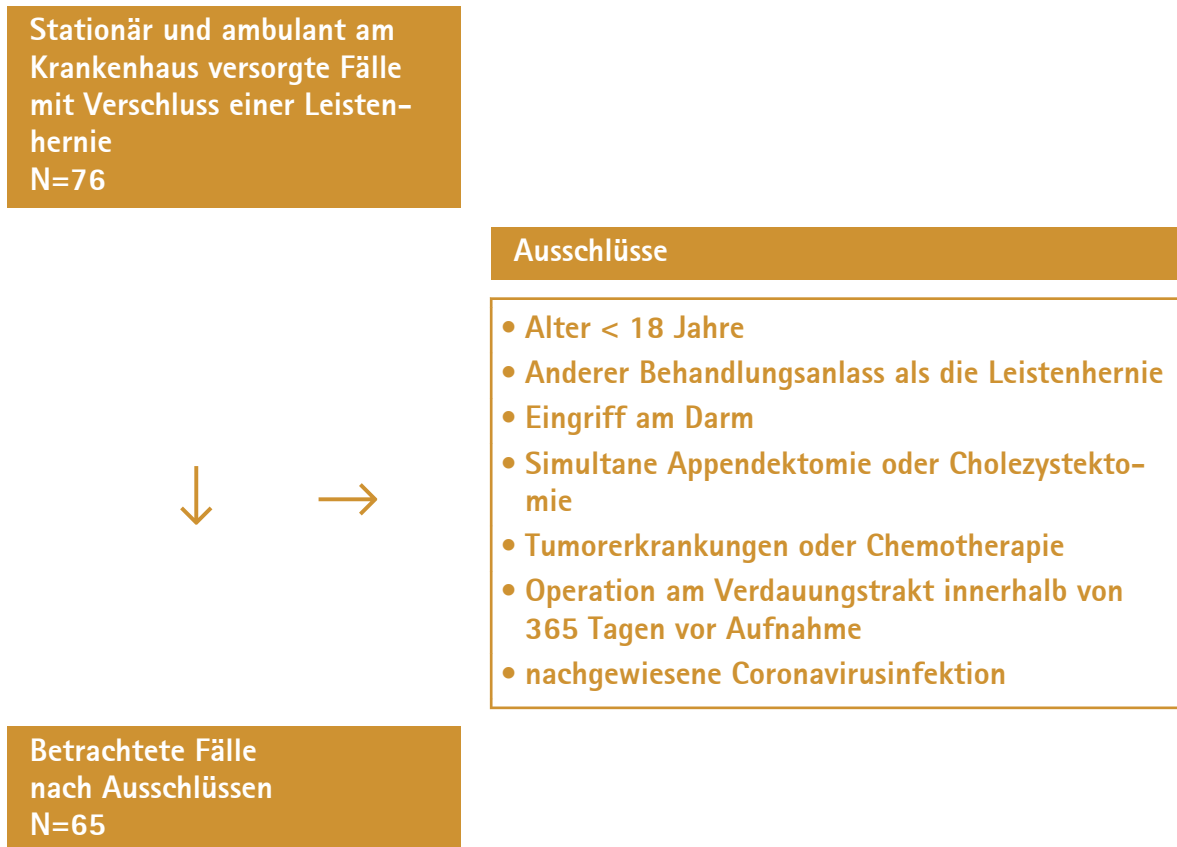 Stationär und ambulant am
Krankenhaus versorgte Fälle
mit Verschluss einer Leisten-
hernie
N=76
Ausschlüsse
• Alter < 18 Jahre
• Anderer Behandlungsanlass als die Leistenhernie
• Eingriff am Darm
• Simultane Appendektomie oder Cholezystekto-
mie
• Tumorerkrankungen oder Chemotherapie
• Operation am Verdauungstrakt innerhalb von
365 Tagen vor Aufnahme
• nachgewiesene Coronavirusinfektion
Betrachtete Fälle
nach Ausschlüssen
N=65